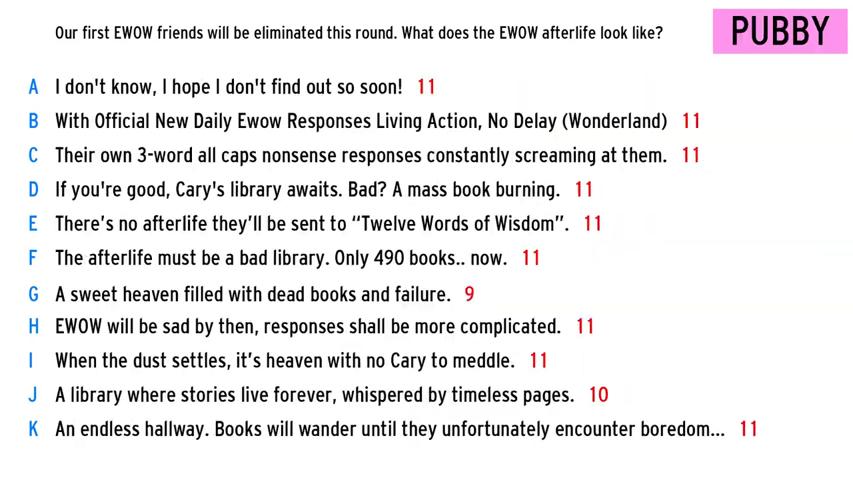 Our first EWOW friends will be eliminated this round. What does the EWOW afterlife look like?
PUBBY
A I don't know, I hope I don't find out so soon! 11
B With Official New Daily Ewow Responses Living Action, No Delay (Wonderland) 11
C Their own 3-word all caps nonsense responses constantly screaming at them. 11
D If you're good, Cary's library awaits. Bad? A mass book burning. 11
E There's no afterlife they'll be sent to “Twelve Words of Wisdom”. 11
F The afterlife must be a bad library. Only 490 books.. now. 11
G A sweet heaven filled with dead books and failure. 9
H EWOW will be sad by then, responses shall be more complicated. 11
I When the dust settles, it's heaven with no Cary to meddle. 11
J A library where stories live forever, whispered by timeless pages. 10
K An endless hallway. Books will wander until they unfortunately encounter boredom... 11